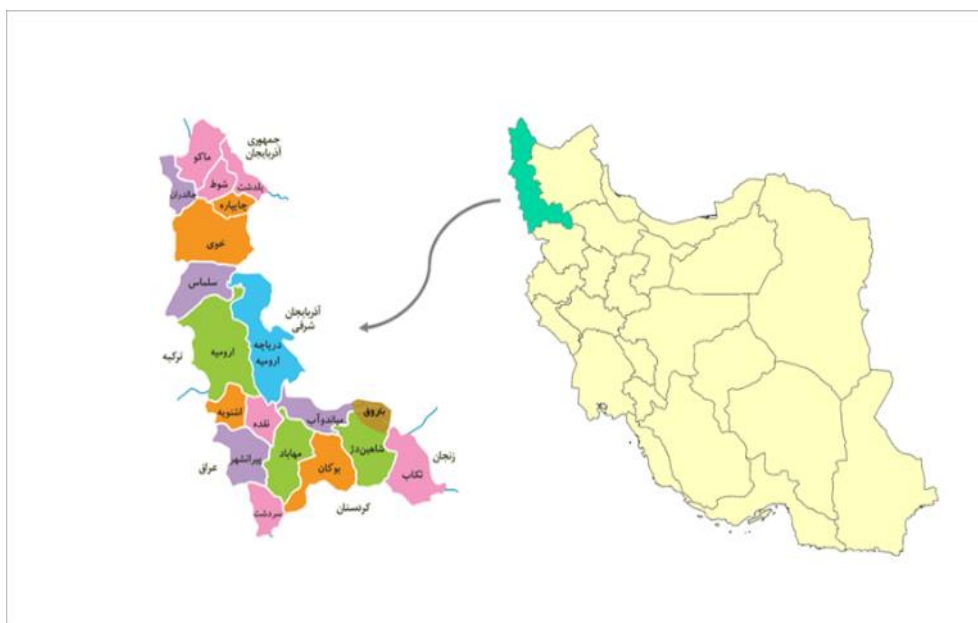 جمهوری
آذربایجان
ماکو
شوط
پلدشت
چالدران
چایپاره
خوی
سلماس
آذربایجان
شرقی
دریاچه
ارومیه
ارومیه
ترکیه
اشنویه
نقده
میاندوآب
باروق
شاهین‌دژ
مهاباد
بوکان
پیرانشهر
عراق
زنجان
تکاب
سردشت
کردستان